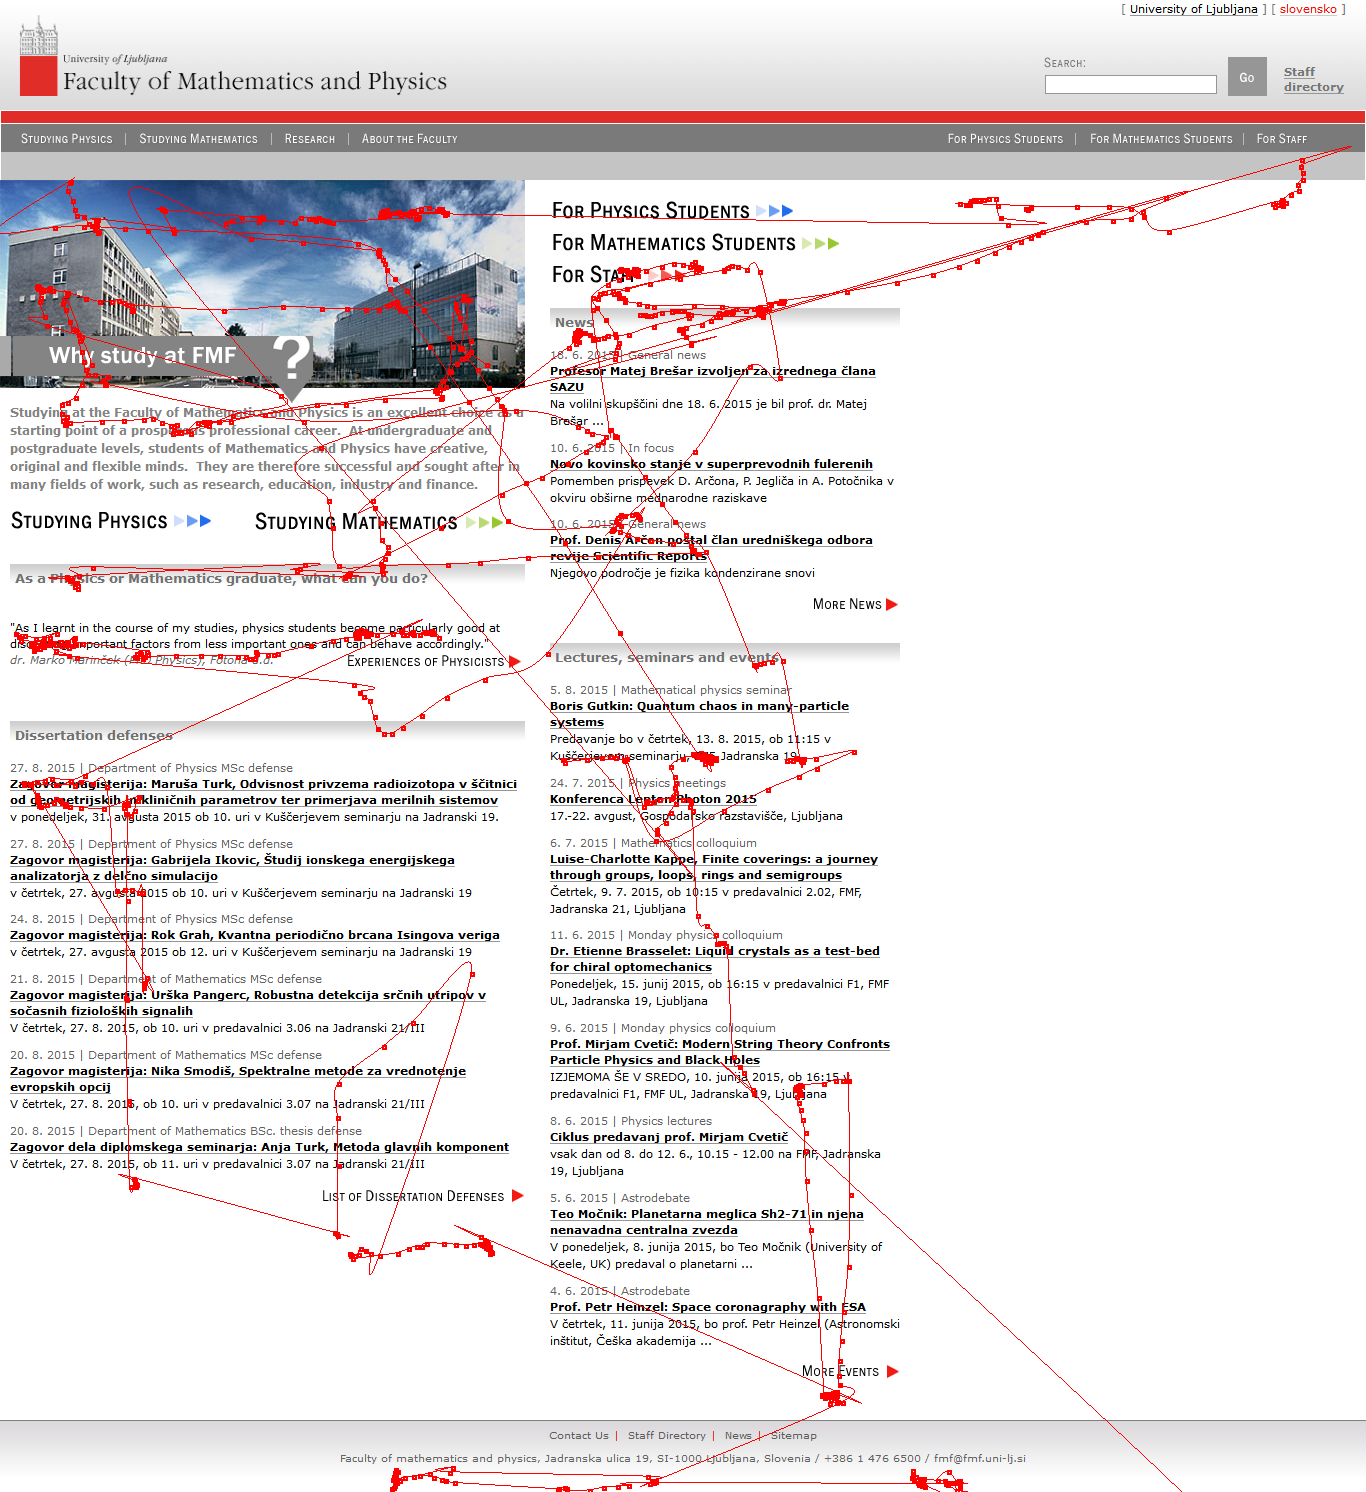 [ University of Ljubljana ] [ slovensko ]
University of Ljubljana
Faculty of Mathematics and Physics
Search:
Go
Staff directory
Studying Physics | Studying Mathematics | Research | About the Faculty
For Physics Students | For Mathematics Students | For Staff
Why study at FMF ?
Studying at the Faculty of Mathematics and Physics is an excellent choice as a
starting point of a prosperous professional career. At undergraduate and
postgraduate levels, students of Mathematics and Physics have creative,
original and flexible minds. They are therefore successful and sought after in
many fields of work, such as research, education, industry and finance.
Studying Physics
Studying Mathematics
As a Physics or Mathematics graduate, what can you do?
"As I learnt in the course of my studies, physics students become particularly good at
important factors from less important ones and can behave accordingly."
dr. Marko Marinček (PhD Physics), Fotona d.d.
Experiences of Physicists
Dissertation defenses
27. 8. 2015 | Department of Physics MSc defense
Zagovor magisterija: Maruša Turk, Odvisnost privzema radioizotopa v ščitnici
od geometrijskih in kliničnih parametrov ter primerjava merilnih sistemov
v ponedeljek, 31. avgusta 2015 ob 10. uri v Kuščerjevem seminarju na Jadranski 19.
27. 8. 2015 | Department of Physics MSc defense
Zagovor magisterija: Gabrijela Ikovic, Študij ionskega energijskega
analizatorja z delčno simulacijo
v četrtek, 27. avgusta 2015 ob 10. uri v Kuščerjevem seminarju na Jadranski 19
24. 8. 2015 | Department of Physics MSc defense
Zagovor magisterija: Rok Grah, Kvantna periodično brcana Isingova veriga
v četrtek, 27. avgusta 2015 ob 12. uri v Kuščerjevem seminarju na Jadranski 19
21. 8. 2015 | Department of Mathematics MSc defense
Zagovor magisterija: Urška Pangerc, Robustna detekcija srčnih utripov v
sočasnih fizioloških signalih
V četrtek, 27. 8. 2015, ob 10. uri v predavalnici 3.06 na Jadranski 21/III
20. 8. 2015 | Department of Mathematics MSc defense
Zagovor magisterija: Nika Smodiš, Spektralne metode za vrednotenje
evropskih opcij
V četrtek, 27. 8. 2015, ob 10. uri v predavalnici 3.07 na Jadranski 21/III
20. 8. 2015 | Department of Mathematics BSc. thesis defense
Zagovor dela diplomskega seminarja: Anja Turk, Metoda glavnih komponent
V četrtek, 27. 8. 2015, ob 11. uri v predavalnici 3.07 na Jadranski 21/III
List of Dissertation Defenses
For Physics Students
For Mathematics Students
For Staff
News
18. 6. 2015 | General news
Profesor Matej Brešar izvoljen za izrednega člana
SAZU
Na volilni skupščini dne 18. 6. 2015 je bil prof. dr. Matej
Brešar ...
10. 6. 2015 | In focus
Novo kovinsko stanje v superprevodnih fulerenih
Pomemben prispevek D. Arčona, P. Jegliča in A. Potočnika v
okviru obširne mednarodne raziskave
10. 6. 2015 | General news
Prof. Denis Arčon postal član uredniškega odbora
revije Scientific Reports
Njegovo področje je fizika kondenzirane snovi
More News
Lectures, seminars and events
5. 8. 2015 | Mathematical physics seminar
Boris Gutkin: Quantum chaos in many-particle
systems
Predavanje bo v četrtek, 13. 8. 2015, ob 11:15 v
Kuščerjevem seminarju, Jadranska 19
24. 7. 2015 | Physics meetings
Konferenca Lepton Photon 2015
17.-22. avgust, Gospodarsko razstavišče, Ljubljana
6. 7. 2015 | Mathematics colloquium
Luise-Charlotte Kappe, Finite coverings: a journey
through groups, loops, rings and semigroups
Četrtek, 9. 7. 2015, ob 10:15 v predavalnici 2.02, FMF,
Jadranska 21, Ljubljana
11. 6. 2015 | Monday physics colloquium
Dr. Etienne Brasselet: Liquid crystals as a test-bed
for chiral optomechanics
Ponedeljek, 15. junij 2015, ob 16:15 v predavalnici F1, FMF
UL, Jadranska 19, Ljubljana
9. 6. 2015 | Monday physics colloquium
Prof. Mirjam Cvetič: Modern String Theory Confronts
Particle Physics and Black Holes
IZJEMOMA ŠE V SREDO, 10. junija 2015, ob 16:15 v
predavalnici F1, FMF UL, Jadranska 19, Ljubljana
8. 6. 2015 | Physics lectures
Ciklus predavanj prof. Mirjam Cvetič
vsak dan od 8. do 12. 6., 10.15 - 12.00 na FMF, Jadranska
19, Ljubljana
5. 6. 2015 | Astrodebate
Teo Močnik: Planetarna meglica Sh2-71 in njena
nenavadna centralna zvezda
V ponedeljek, 8. junija 2015, bo Teo Močnik (University of
Keele, UK) predaval o planetarni ...
4. 6. 2015 | Astrodebate
Prof. Petr Heinzel: Space coronagraphy with ESA
V četrtek, 11. junija 2015, bo prof. Petr Heinzel (Astronomski
inštitut, Češka akademija ...
More Events
Contact Us | Staff Directory | News | Sitemap
Faculty of mathematics and physics, Jadranska ulica 19, SI-1000 Ljubljana, Slovenia / +386 1 476 6500 / fmf@fmf.uni-lj.si